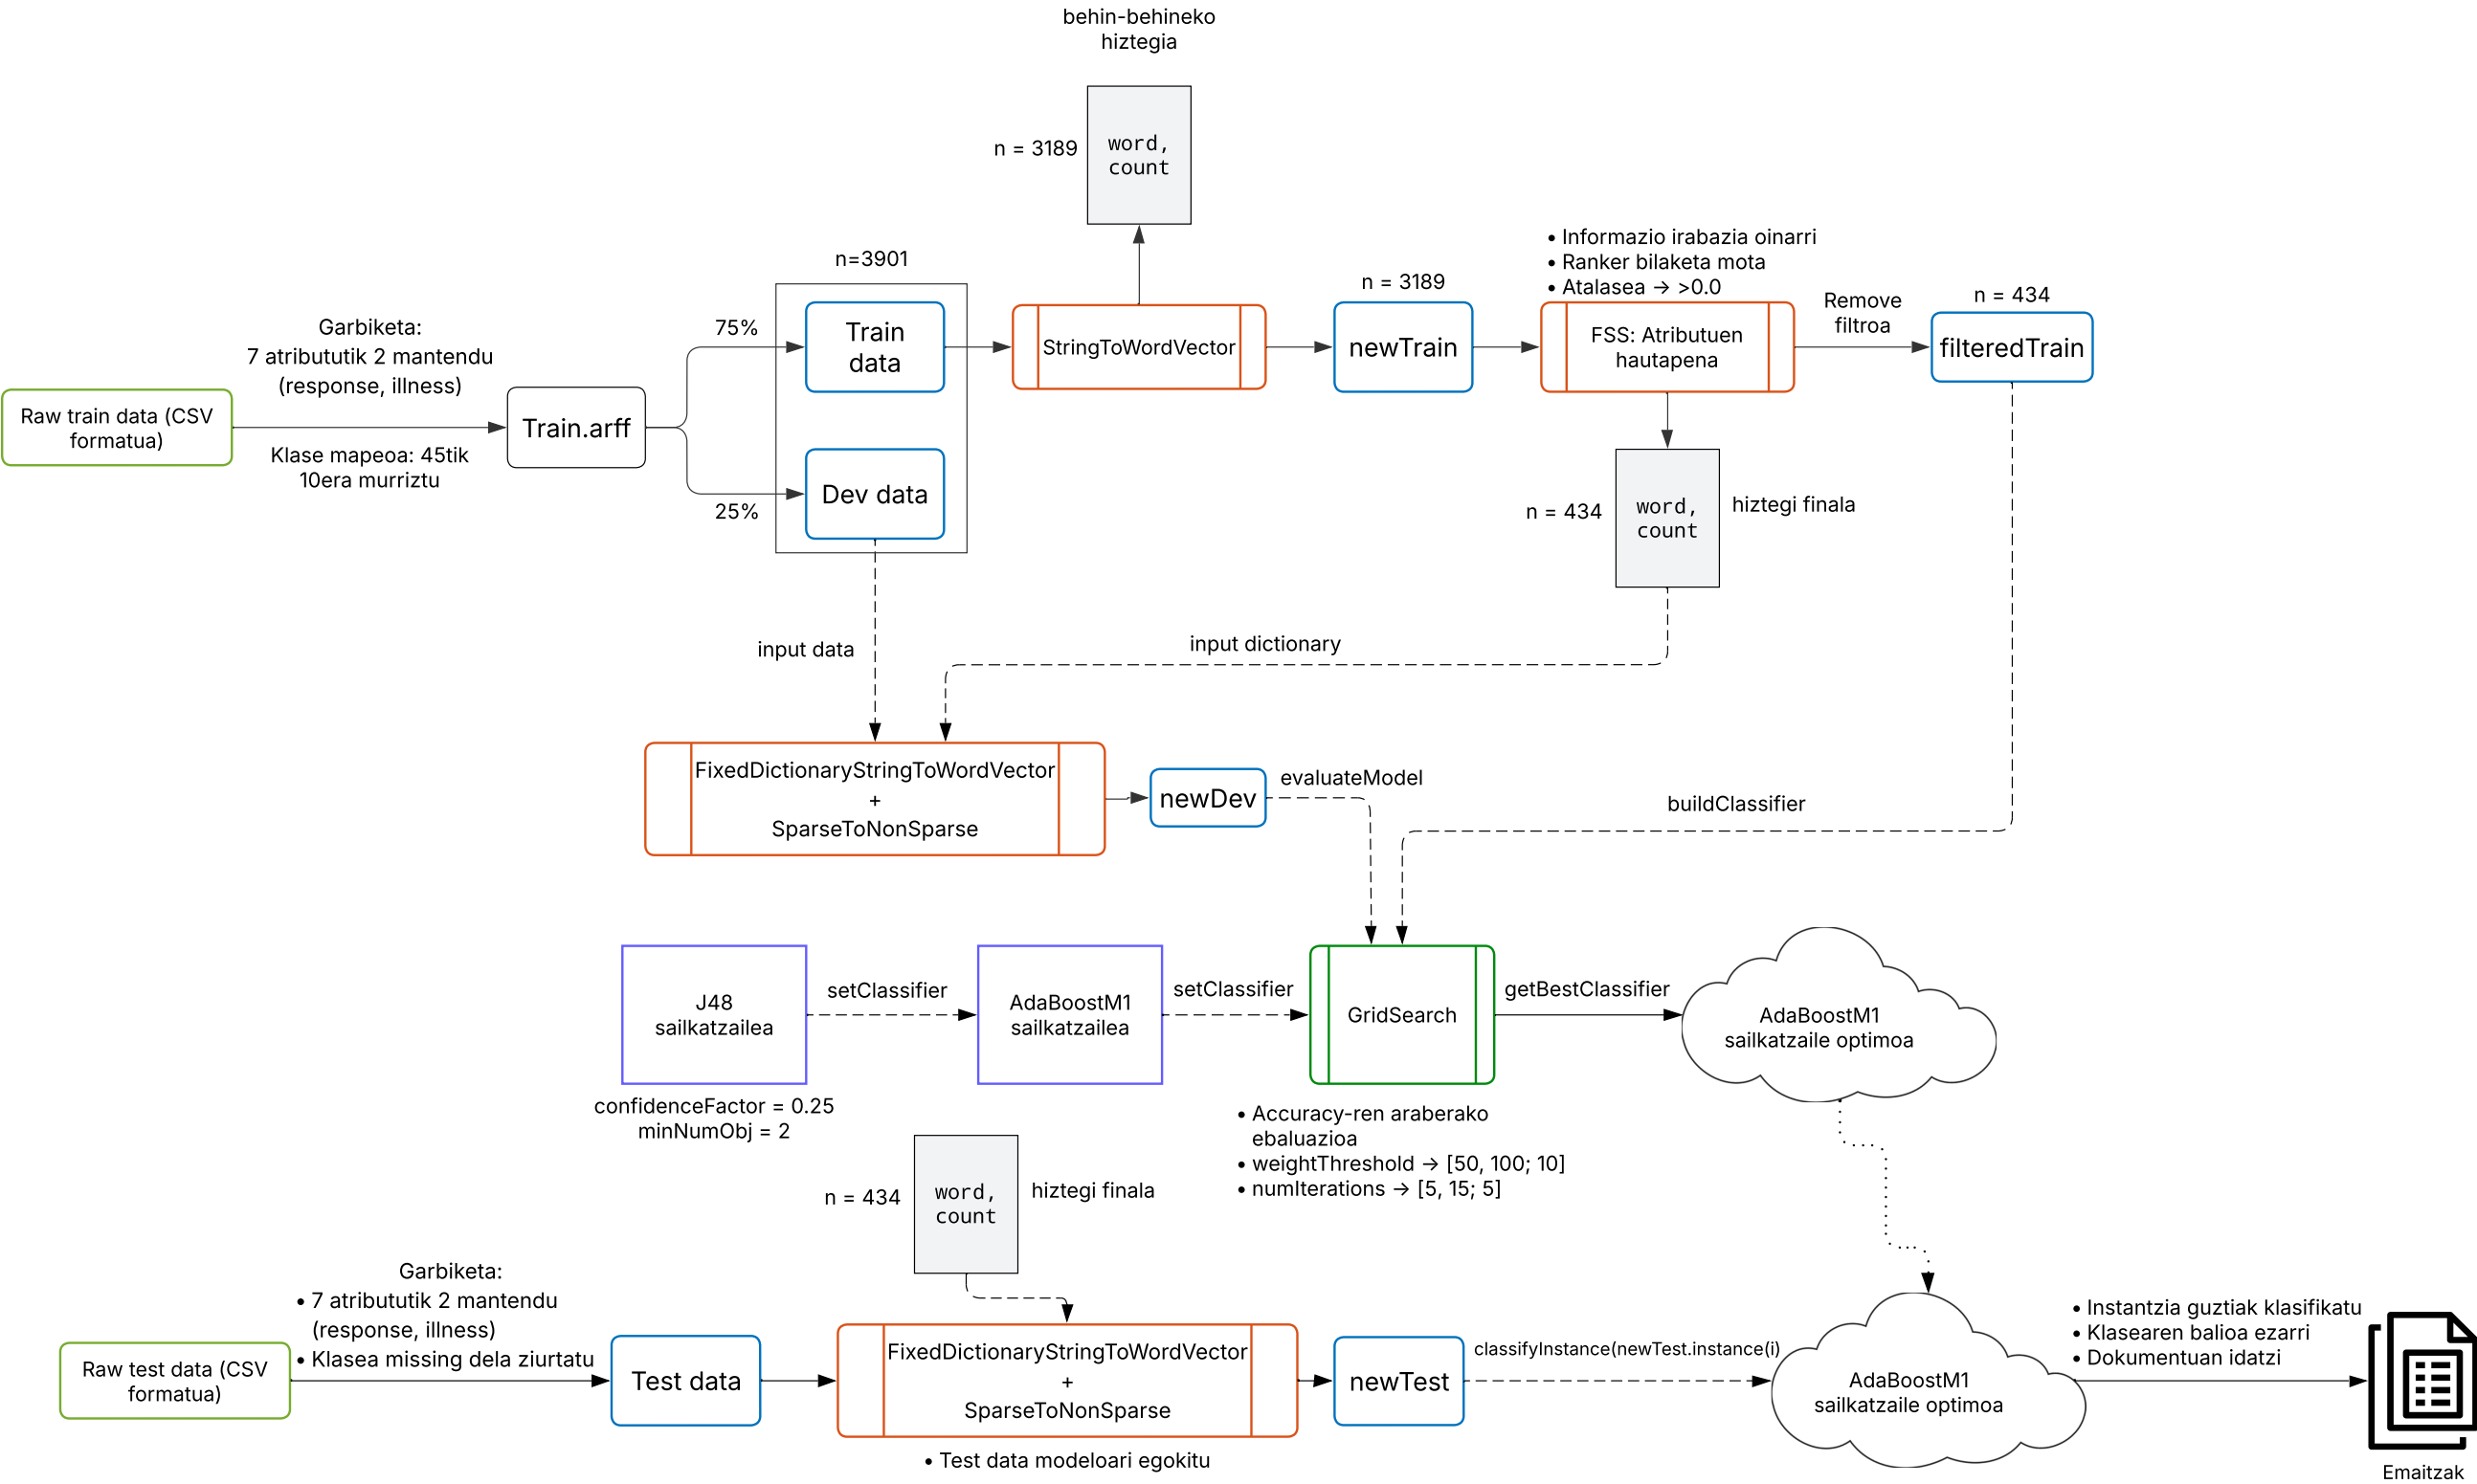 behin-behineko
hiztegia
n = 3189
word,
count
n=3901
Garbiketa:
7 atribututik 2 mantendu
(response, illness)
Raw train data (CSV
formatua)
Klase mapeoa: 45tik
10era murriztu
Train.arff
75%
25%
Train
data
Dev data
StringToWordVector
n = 3189
newTrain
• Informazio irabazia oinarri
• Ranker bilaketa mota
• Atalasea → >0.0
FSS: Atributuen
hautapena
Remove
filtroa
n = 434
filteredTrain
n = 434
word,
count
hiztegi finala
input data
input dictionary
FixedDictionaryStringToWordVector
+
SparseToNonSparse
newDev
evaluateModel
buildClassifier
J48
sailkatzailea
confidenceFactor = 0.25
minNumObj = 2
setClassifier
AdaBoostM1
sailkatzailea
setClassifier
GridSearch
• Accuracy-ren araberako
ebaluazioa
• weightThreshold → [50, 100; 10]
• numIterations → [5, 15; 5]
getBestClassifier
AdaBoostM1
sailkatzaile optimoa
n = 434
word,
count
hiztegi finala
Garbiketa:
• 7 atribututik 2 mantendu
(response, illness)
• Klasea missing dela ziurtatu
Raw test data (CSV
formatua)
Test data
FixedDictionaryStringToWordVector
+
SparseToNonSparse
• Test data modeloari egokitu
newTest
classifyInstance(newTest.instance(i)
AdaBoostM1
sailkatzaile optimoa
• Instantzia guztiak klasifikatu
• Klasearen balioa ezarri
• Dokumentuan idatzi
Emaitzak